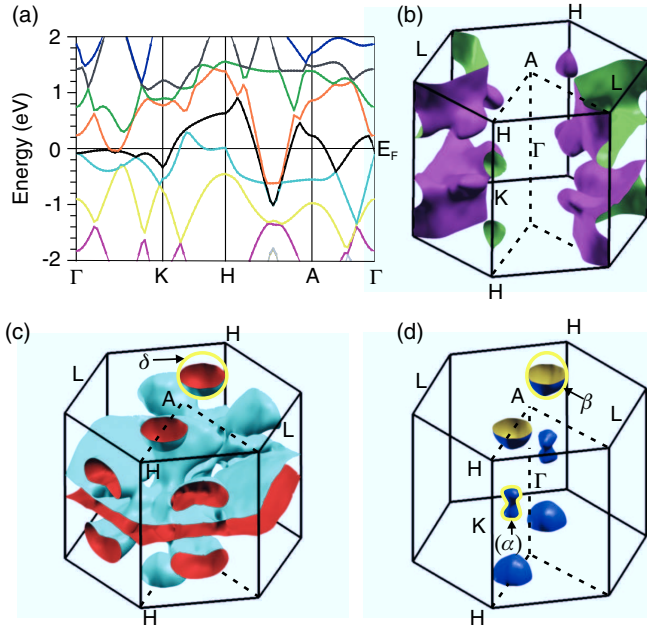 (a)
2
1
0
-1
-2
Energy (eV)
E_F
Γ
K
H
A
Γ
(b)
H
L
A
L
H
Γ
K
H
(c)
δ
H
L
A
L
H
H
(d)
H
L
A
β
L
H
Γ
K
(α)
H